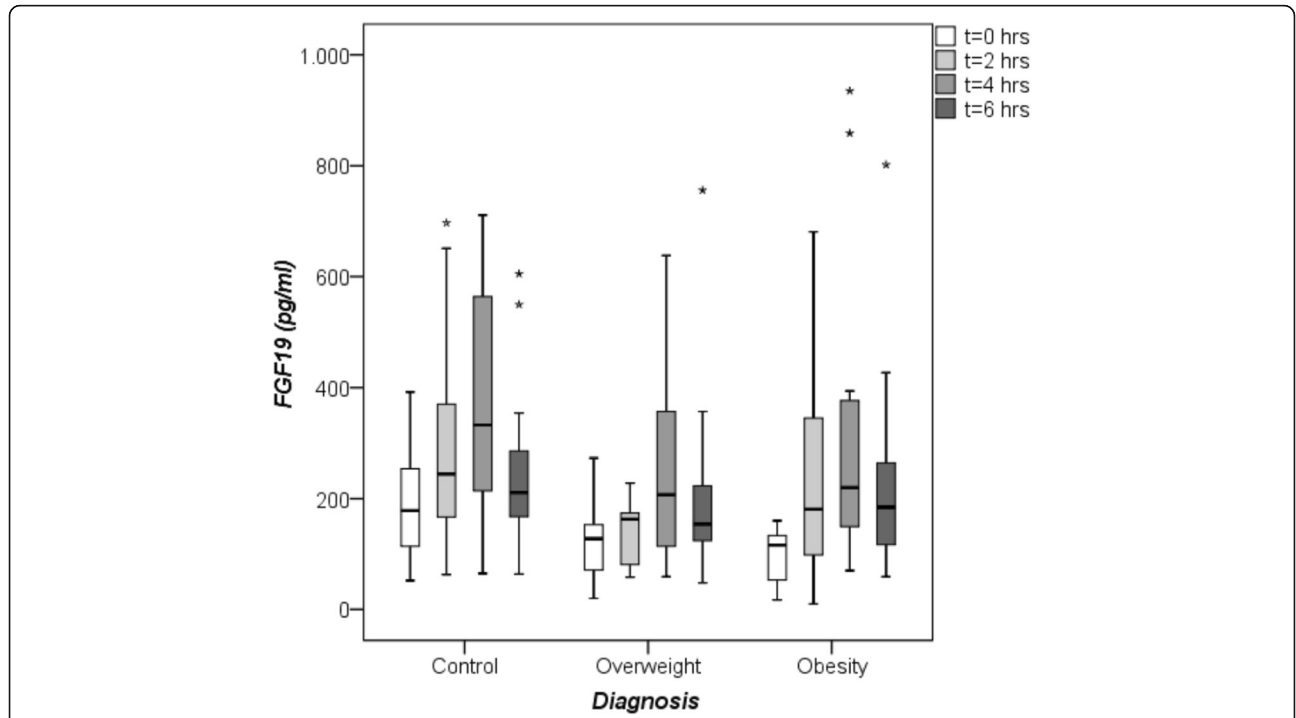 t=0 hrs
t=2 hrs
t=4 hrs
t=6 hrs
1.000
800
600
400
200
0
FGF19 (pg/ml)
Control Overweight Obesity
Diagnosis